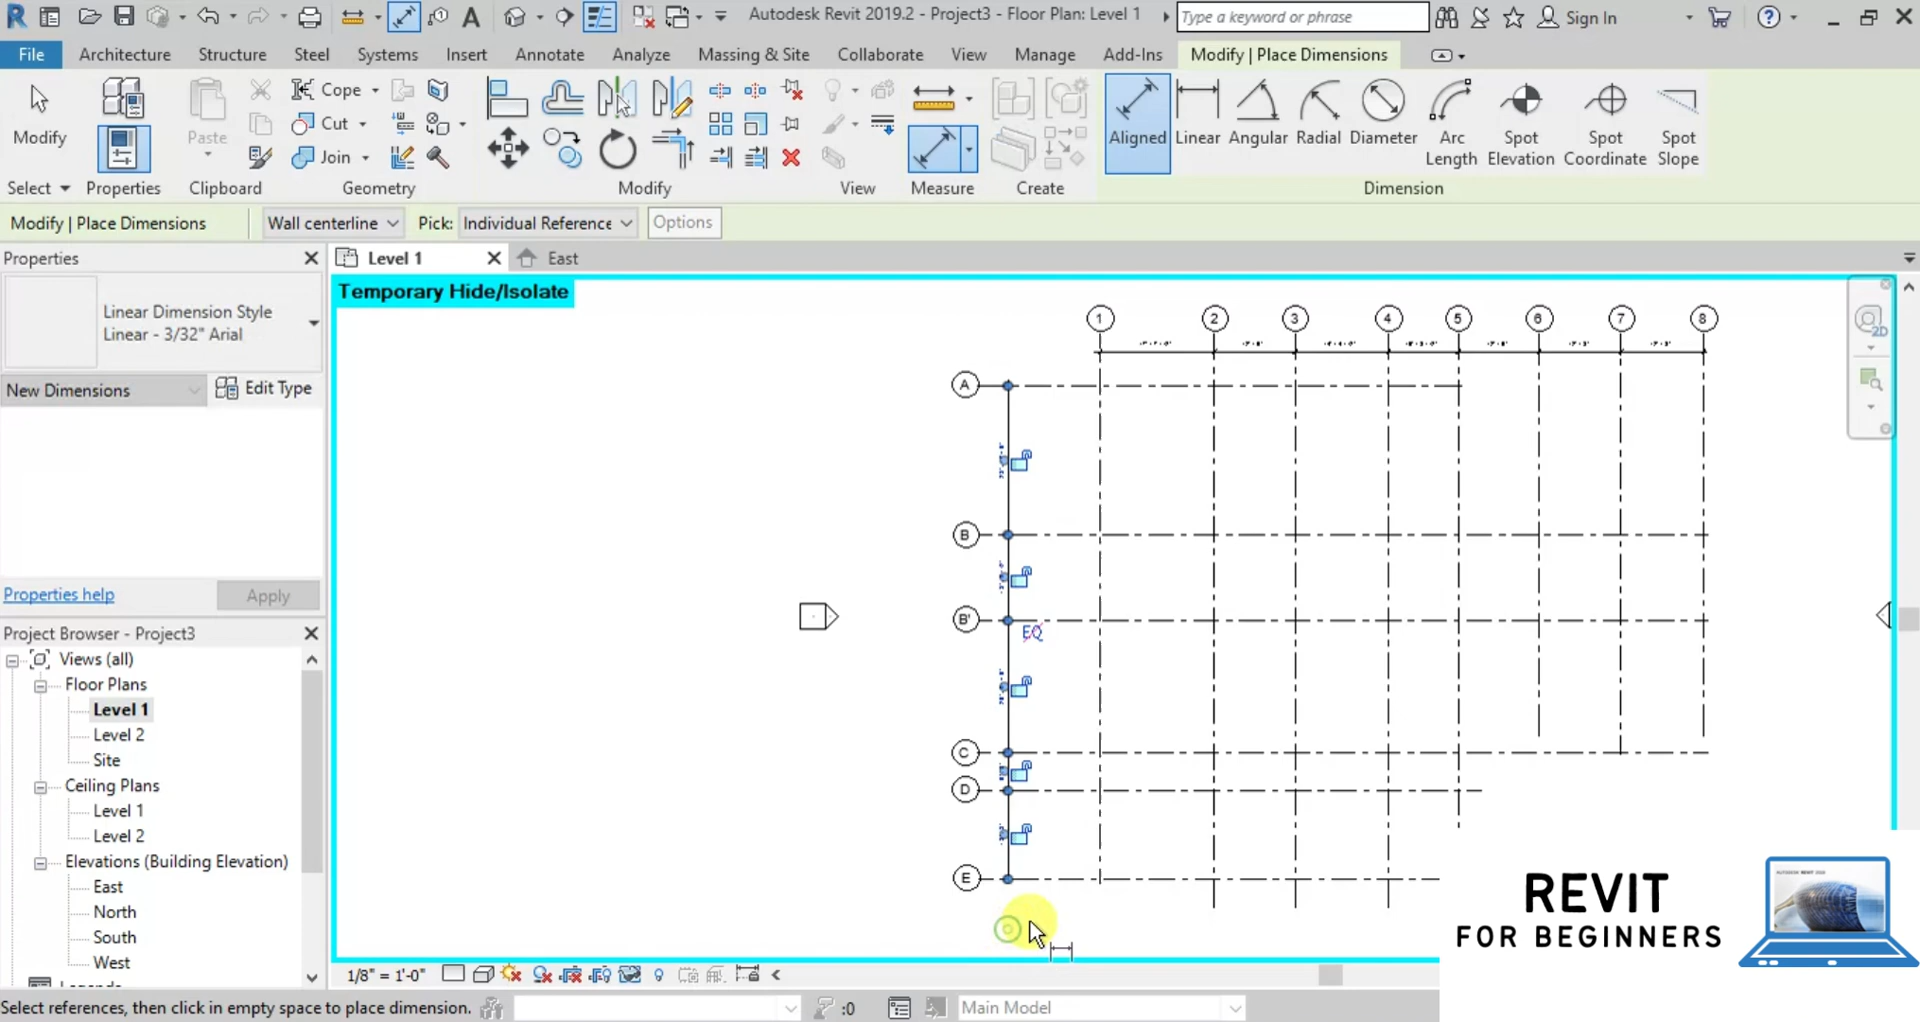 Autodesk Revit 2019.2 - Project3 - Floor Plan: Level 1
Type a keyword or phrase
Sign In
File
Architecture
Structure
Steel
Systems
Insert
Annotate
Analyze
Massing & Site
Collaborate
View
Manage
Add-Ins
Modify | Place Dimensions
Modify
Paste
Cope
Cut
Join
Aligned
Linear
Angular
Radial
Diameter
Arc
Length
Spot
Elevation
Spot
Coordinate
Spot
Slope
Select
Properties
Clipboard
Geometry
Modify
View
Measure
Create
Dimension
Modify | Place Dimensions
Wall centerline
Pick:
Individual Reference
Options
Properties
Level 1
East
Linear Dimension Style
Linear - 3/32" Arial
New Dimensions
Edit Type
Properties help
Apply
Project Browser - Project3
Views (all)
Floor Plans
Level 1
Level 2
Site
Ceiling Plans
Level 1
Level 2
Elevations (Building Elevation)
East
North
South
West
Temporary Hide/Isolate
2D
1
2
3
4
5
6
7
8
A
B
B'
EQ
C
D
E
REVIT
FOR BEGINNERS
1/8" = 1'-0"
Select references, then click in empty space to place dimension.
:0
Main Model